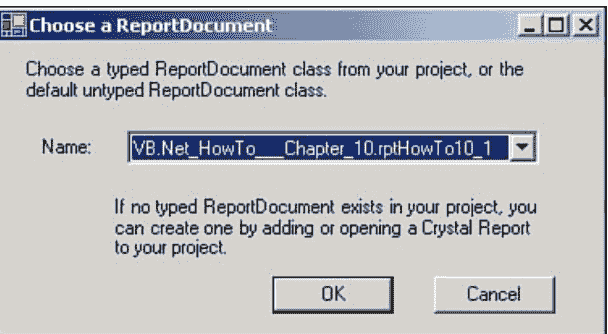 Choose a ReportDocument
Choose a typed ReportDocument class from your project, or the
default untyped ReportDocument class.
Name:
VB.Net_HowTo___Chapter_10.rptHowTo10_1
If no typed ReportDocument exists in your project, you
can create one by adding or opening a Crystal Report
to your project.
OK
Cancel